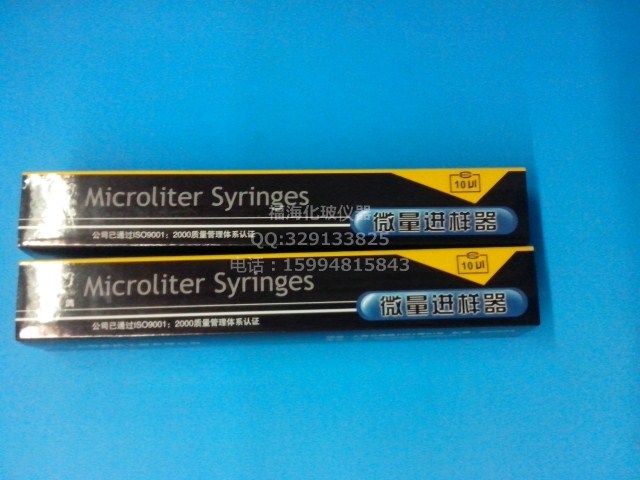 Microliter Syringes
10 μl
福海化玻仪器
微量进样器
公司已通过ISO9001：2000质量管理体系认证
QQ:329133825
电话：15994815843
10 μl
Microliter Syringes
微量进样器
公司已通过ISO9001：2000质量管理体系认证